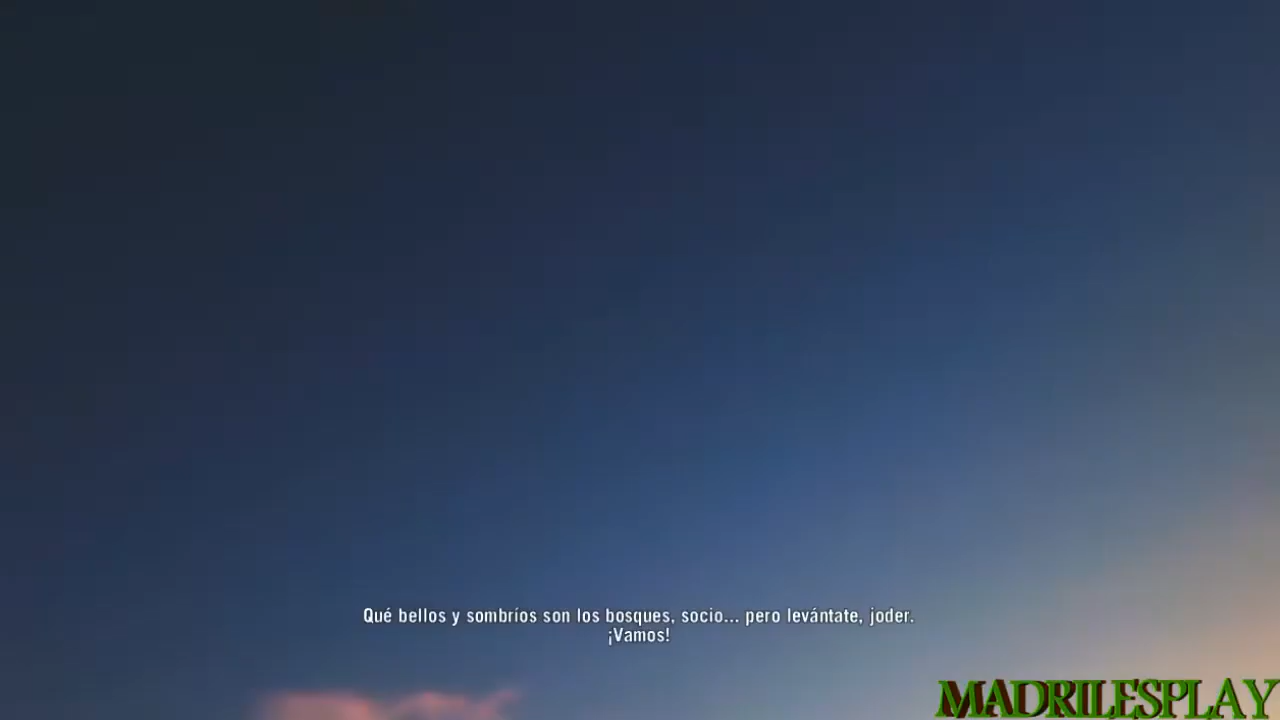 Qué bellos y sombríos son los bosques, socio... pero levántate, joder.
¡Vamos!
MADRILESPLAY